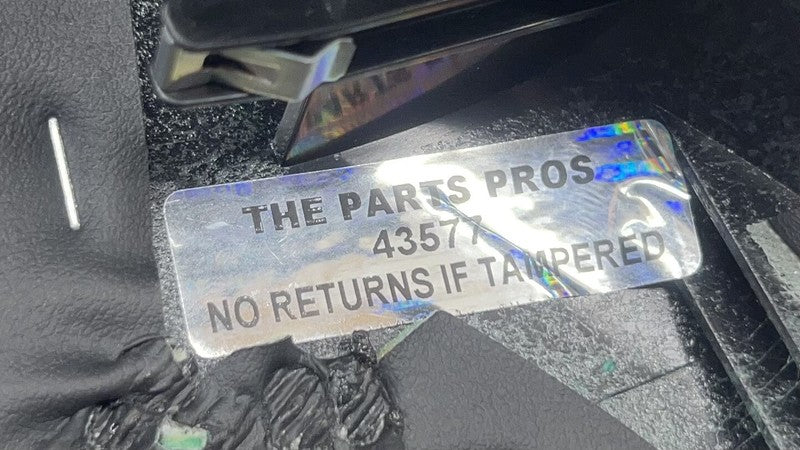 THE PARTS PROS
43577
NO RETURNS IF TAMPERED